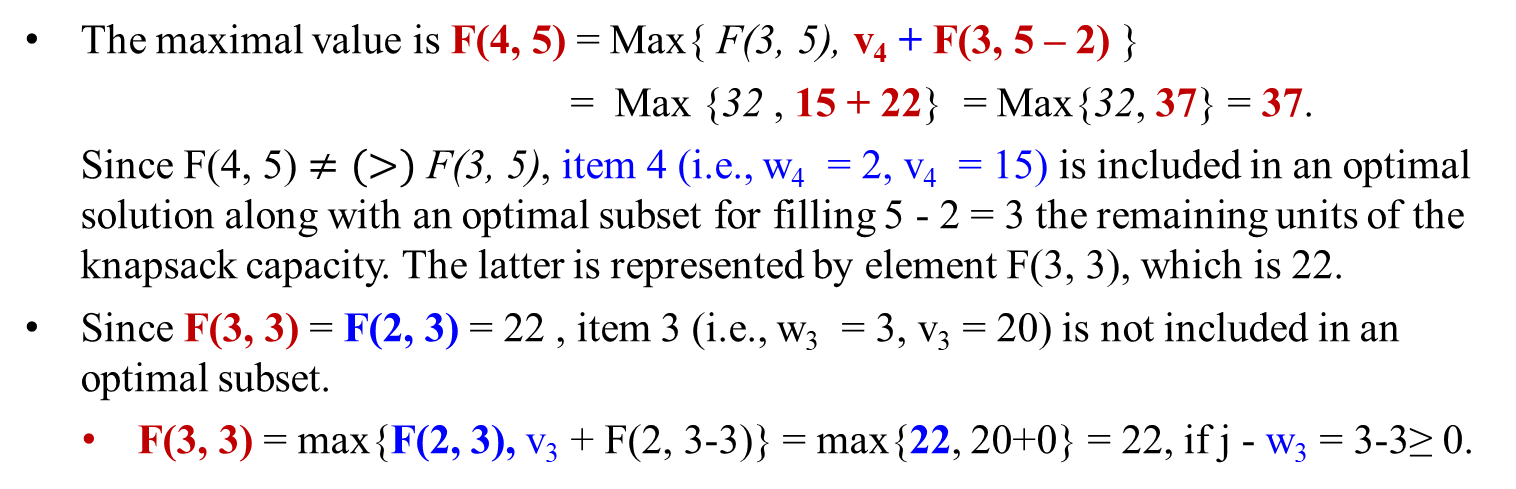 • The maximal value is F(4, 5) = Max{ F(3, 5), v₄ + F(3, 5 – 2) }
= Max {32 , 15 + 22} = Max{32, 37} = 37.
Since F(4, 5) ≠ (>) F(3, 5), item 4 (i.e., w₄ = 2, v₄ = 15) is included in an optimal
solution along with an optimal subset for filling 5 - 2 = 3 the remaining units of the
knapsack capacity. The latter is represented by element F(3, 3), which is 22.
• Since F(3, 3) = F(2, 3) = 22 , item 3 (i.e., w₃ = 3, v₃ = 20) is not included in an
optimal subset.
• F(3, 3) = max{F(2, 3), v₃ + F(2, 3-3)} = max{22, 20+0} = 22, if j - w₃ = 3-3≥ 0.